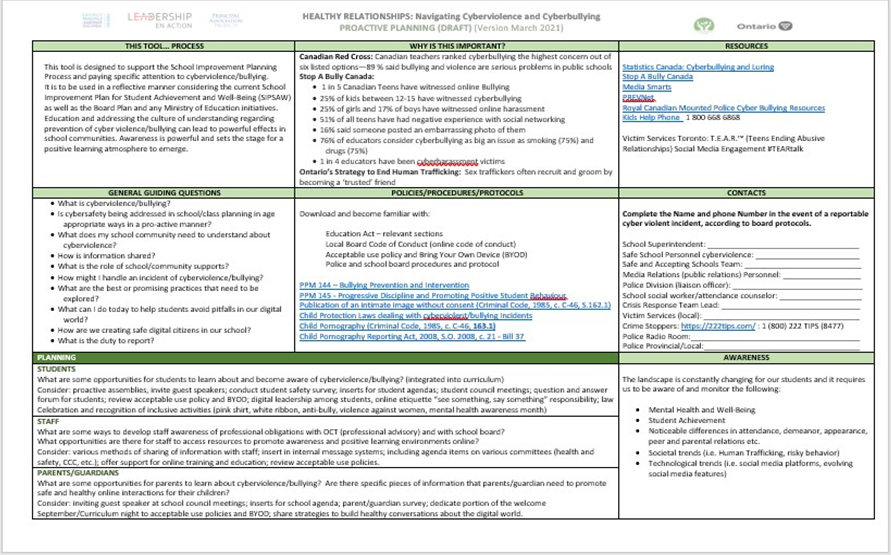 LEADERSHIP
EN ACTION
PRINCIPAL
ASSOCIATION
HEALTHY RELATIONSHIPS: Navigating Cyberviolence and Cyberbullying
PROACTIVE PLANNING (DRAFT) (Version March 2021)
Ontario
THIS TOOL... PROCESS
This tool is designed to support the School Improvement Planning
Process and paying specific attention to cyberviolence/bullying.
It is to be used in a reflective manner considering the current School
Improvement Plan for Student Achievement and Well-Being (SIPSAW)
as well as the Board Plan and any Ministry of Education initiatives.
Education and addressing the culture of understanding regarding
prevention of cyber violence/bullying can lead to powerful effects in
school communities. Awareness is powerful and sets the stage for a
positive learning atmosphere to emerge.
WHY IS THIS IMPORTANT?
Canadian Red Cross: Canadian teachers ranked cyberbullying the highest concern out of
six listed options—89 % said bullying and violence are serious problems in public schools
Stop A Bully Canada:
• 1 in 5 Canadian Teens have witnessed online Bullying
• 25% of kids between 12-15 have witnessed cyberbullying
• 25% of girls and 17% of boys have witnessed online harassment
• 51% of all teens have had negative experience with social networking
• 16% said someone posted an embarrassing photo of them
• 76% of educators consider cyberbullying as big an issue as smoking (75%) and
drugs (75%)
• 1 in 4 educators have been cyberharassment victims
Ontario's Strategy to End Human Trafficking: Sex traffickers often recruit and groom by
becoming a 'trusted' friend
RESOURCES
Statistics Canada: Cyberbullying and Luring
Stop A Bully Canada
Media Smarts
PREVNet
Royal Canadian Mounted Police Cyber Bullying Resources
Kids Help Phone 1 800 668 6868
Victim Services Toronto: T.E.A.R.™ (Teens Ending Abusive
Relationships) Social Media Engagement #TEARtalk
GENERAL GUIDING QUESTIONS
• What is cyberviolence/bullying?
• Is cybersafety being addressed in school/class planning in age
appropriate ways in a pro-active manner?
• What does my school community need to understand about
cyberviolence?
• How is information shared?
• What is the role of school/community supports?
• How might I handle an incident of cyberviolence/bullying?
• What are the best or promising practices that need to be
explored?
• What can I do today to help students avoid pitfalls in our digital
world?
• How are we creating safe digital citizens in our school?
• What is the duty to report?
POLICIES/PROCEDURES/PROTOCOLS
Download and become familiar with:
Education Act – relevant sections
Local Board Code of Conduct (online code of conduct)
Acceptable use policy and Bring Your Own Device (BYOD)
Police and school board procedures and protocol
PPM 144 – Bullying Prevention and Intervention
PPM 145 - Progressive Discipline and Promoting Positive Student Behaviour
Publication of an intimate image without consent (Criminal Code, 1985, c. C-46, S.162.1)
Child Protection Laws dealing with cyberviolent/bullying Incidents
Child Pornography (Criminal Code, 1985, c. C-46, 163.1)
Child Pornography Reporting Act, 2008, S.O. 2008, c. 21 - Bill 37
CONTACTS
Complete the Name and phone Number in the event of a reportable
cyber violent incident, according to board protocols.
School Superintendent:
Safe School Personnel cyberviolence:
Safe and Accepting Schools Team:
Media Relations (public relations) Personnel:
Police Division (liaison officer):
School social worker/attendance counselor:
Crisis Response Team Lead:
Victim Services (local):
Crime Stoppers: https://222tips.com/ : 1 (800) 222 TIPS (8477)
Police Radio Room:
Police Provincial/Local:
PLANNING
STUDENTS
What are some opportunities for students to learn about and become aware of cyberviolence/bullying? (integrated into curriculum)
Consider: proactive assemblies, invite guest speakers; conduct student safety survey; inserts for student agendas; student council meetings; question and answer
forum for students; review acceptable use policy and BYOD; digital leadership among students, online etiquette "see something, say something" responsibility; law
Celebration and recognition of inclusive activities (pink shirt, white ribbon, anti-bully, violence against women, mental health awareness month)
STAFF
What are some ways to develop staff awareness of professional obligations with OCT (professional advisory) and with school board?
What opportunities are there for staff to access resources to promote awareness and positive learning environments online?
Consider: various methods of sharing of information with staff; insert in internal message systems; including agenda items on various committees (health and
safety, CCC, etc.); offer support for online training and education; review acceptable use policies.
PARENTS/GUARDIANS
What are some opportunities for parents to learn about cyberviolence/bullying? Are there specific pieces of information that parents/guardian need to promote
safe and healthy online interactions for their children?
Consider: inviting guest speaker at school council meetings; inserts for school agenda; parent/guardian survey; dedicate portion of the welcome
September/Curriculum night to acceptable use policies and BYOD; share strategies to build healthy conversations about the digital world.
AWARENESS
The landscape is constantly changing for our students and it requires
us to be aware of and monitor the following:
• Mental Health and Well-Being
• Student Achievement
• Noticeable differences in attendance, demeanor, appearance,
peer and parental relations etc.
• Societal trends (i.e. Human Trafficking, risky behavior)
• Technological trends (i.e. social media platforms, evolving
social media features)